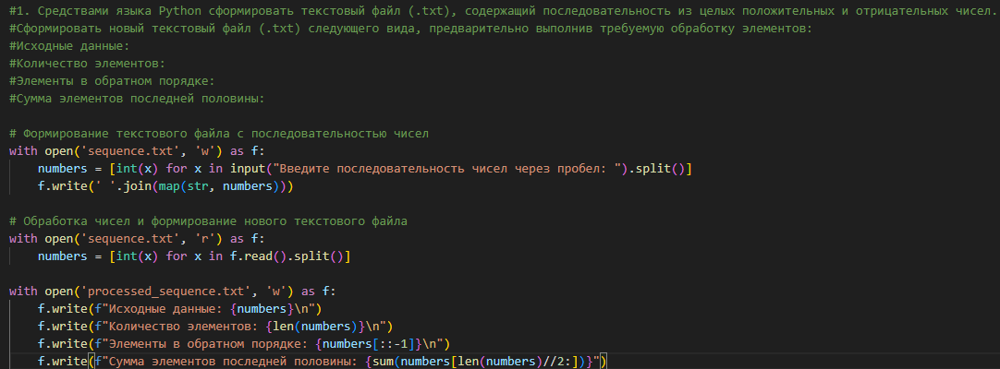 #1. Средствами языка Python сформировать текстовый файл (.txt), содержащий последовательность из целых положительных и отрицательных чисел.
#Сформировать новый текстовый файл (.txt) следующего вида, предварительно выполнив требуемую обработку элементов:
#Исходные данные:
#Количество элементов:
#Элементы в обратном порядке:
#Сумма элементов последней половины:

# Формирование текстового файла с последовательностью чисел
with open('sequence.txt', 'w') as f:
    numbers = [int(x) for x in input("Введите последовательность чисел через пробел: ").split()]
    f.write(' '.join(map(str, numbers)))

# Обработка чисел и формирование нового текстового файла
with open('sequence.txt', 'r') as f:
    numbers = [int(x) for x in f.read().split()]

with open('processed_sequence.txt', 'w') as f:
    f.write(f"Исходные данные: {numbers}\n")
    f.write(f"Количество элементов: {len(numbers)}\n")
    f.write(f"Элементы в обратном порядке: {numbers[::-1]}\n")
    f.write(f"Сумма элементов последней половины: {sum(numbers[len(numbers)//2:])}")